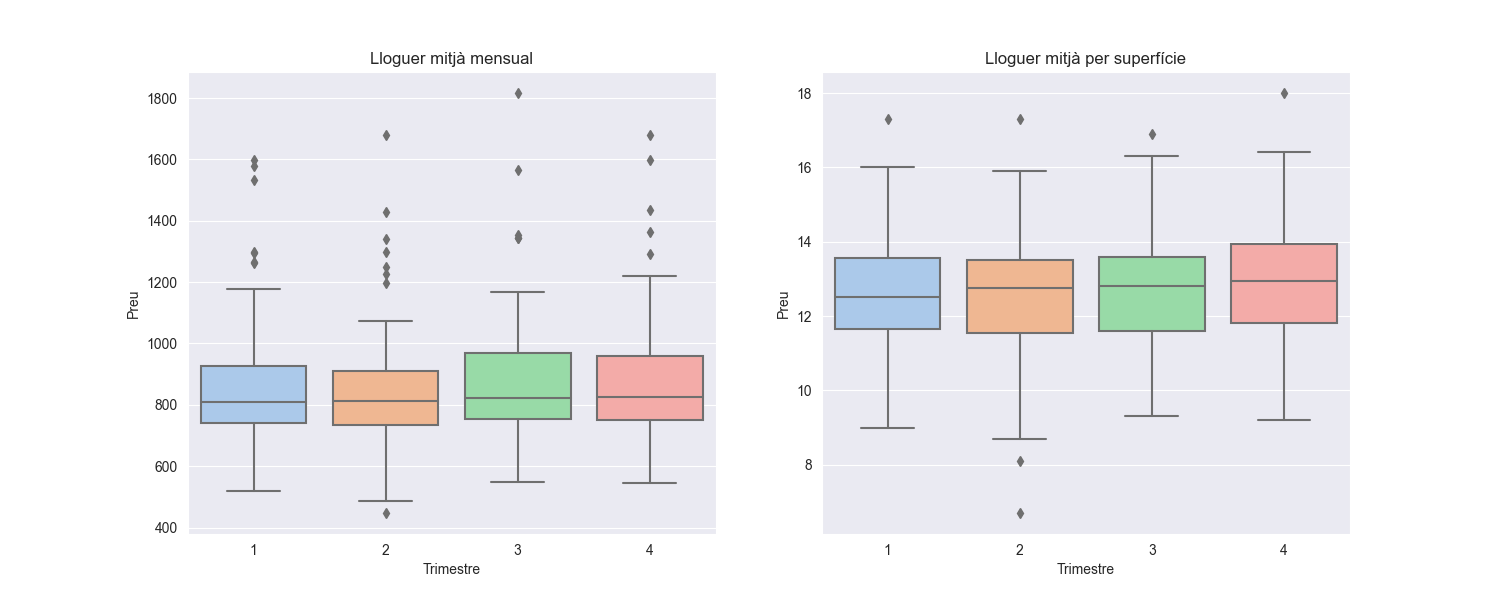 Lloguer mitjà mensual
1800
1600
1400
1200
1000
800
600
400
Preu
1 2 3 4
Trimestre
Lloguer mitjà per superfície
18
16
14
12
10
8
Preu
1 2 3 4
Trimestre